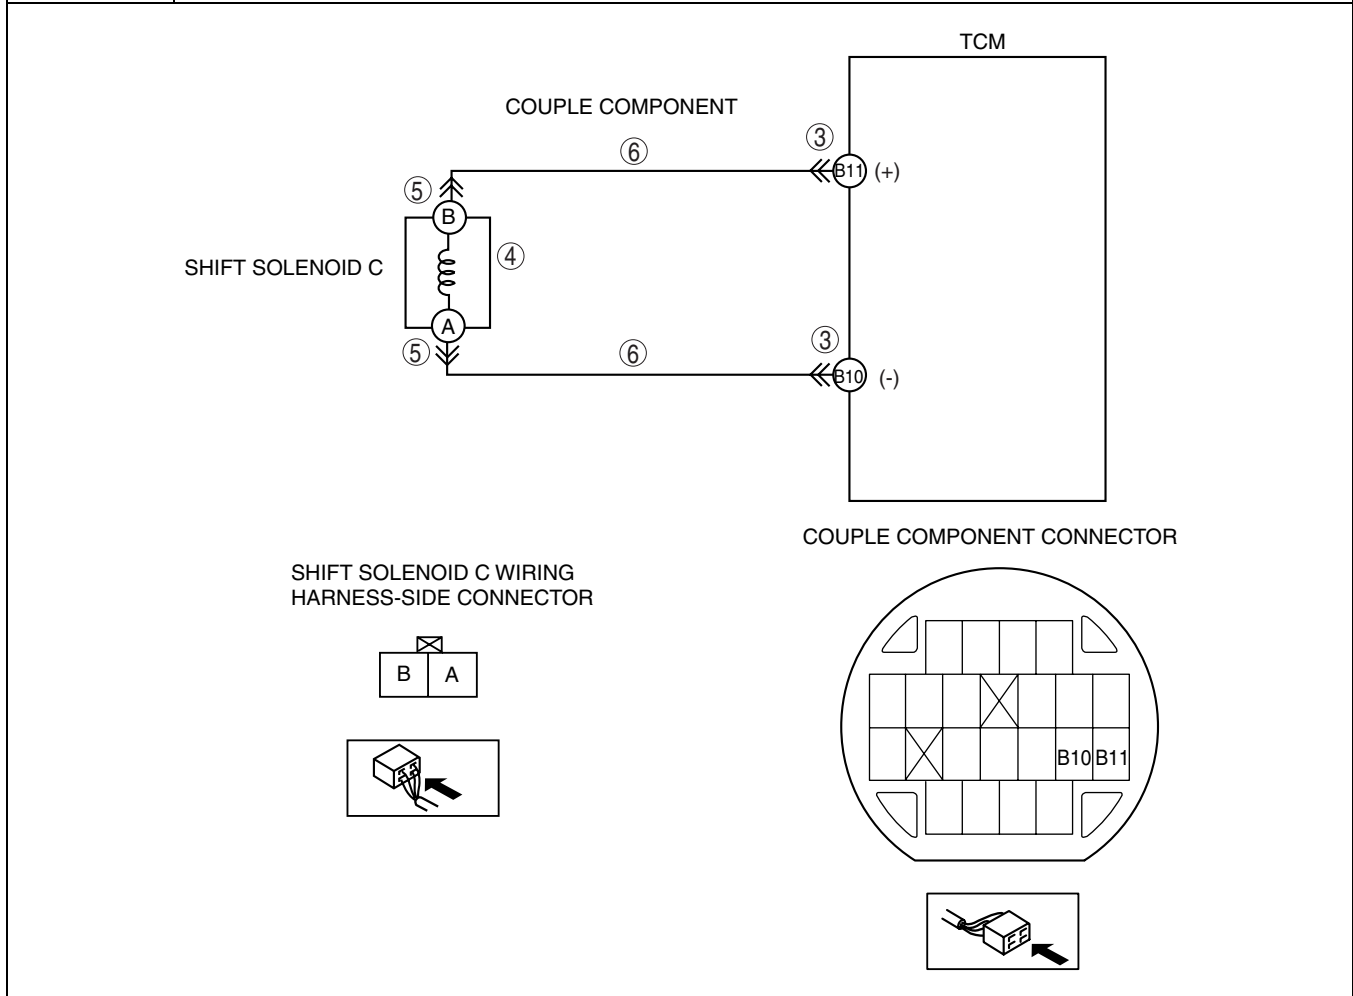 TCM
COUPLE COMPONENT
③
⑥
B11 (+)
⑤
B
④
SHIFT SOLENOID C
A
③
⑤
⑥
B10 (-)
COUPLE COMPONENT CONNECTOR
SHIFT SOLENOID C WIRING
HARNESS-SIDE CONNECTOR
B A
B10 B11